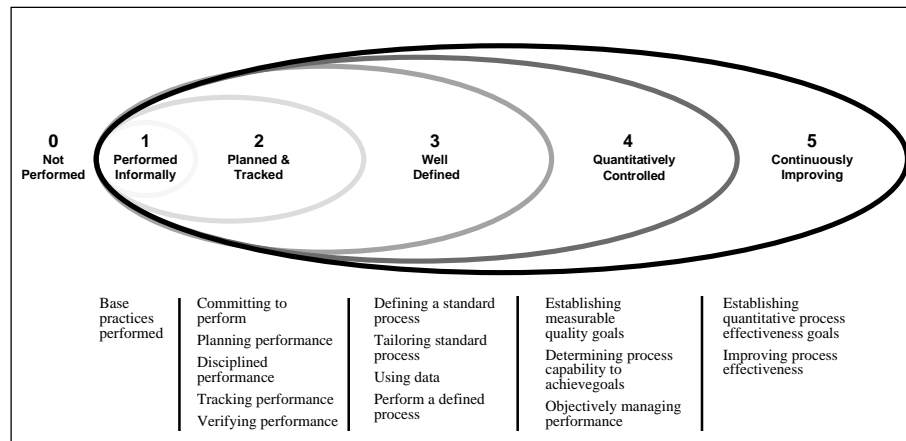 0
Not
Performed
1
Performed
Informally
2
Planned &
Tracked
3
Well
Defined
4
Quantitatively
Controlled
5
Continuously
Improving
Base
practices
performed
Committing to
perform
Planning performance
Disciplined
performance
Tracking performance
Verifying performance
Defining a standard
process
Tailoring standard
process
Using data
Perform a defined
process
Establishing
measurable
quality goals
Determining process
capability to
achievegoals
Objectively managing
performance
Establishing
quantitative process
effectiveness goals
Improving process
effectiveness